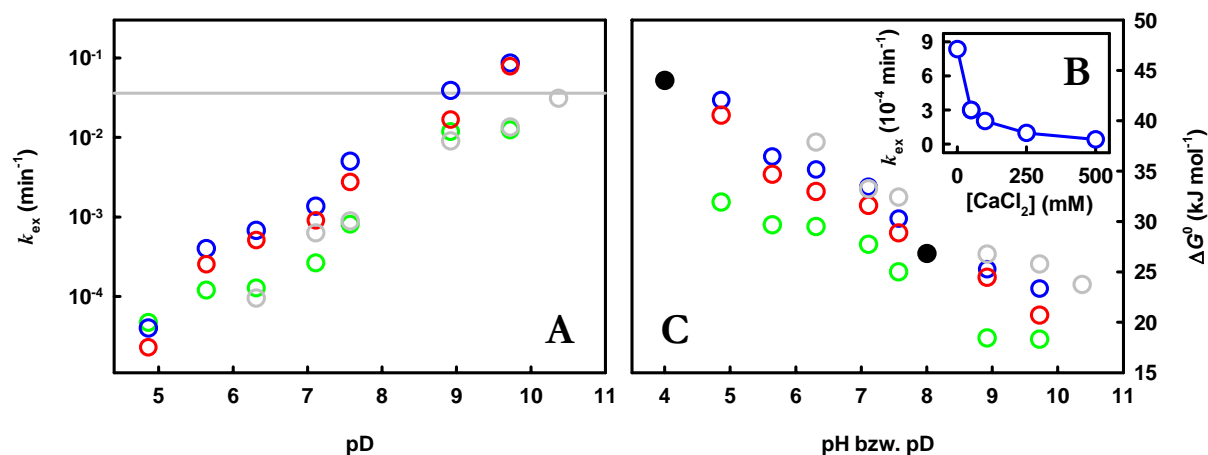 10⁻¹
10⁻²
10⁻³
10⁻⁴
k_ex (min⁻¹)
5 6 7 8 9 10 11
pD
A
9
6
3
0
k_ex (10⁻⁴ min⁻¹)
0 250 500
[CaCl₂] (mM)
B
C
4 5 6 7 8 9 10 11
pH bzw. pD
50
45
40
35
30
25
20
15
ΔG⁰ (kJ mol⁻¹)